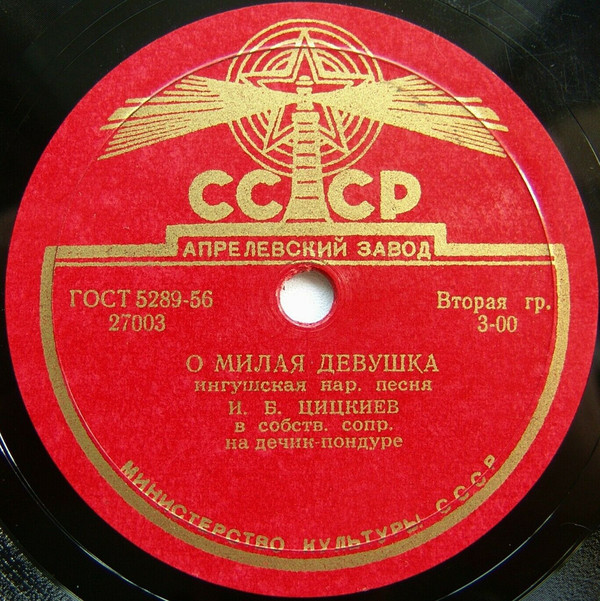 СССР
АПРЕЛЕВСКИЙ ЗАВОД
ГОСТ 5289-56
27003
Вторая гр.
3-00
О МИЛАЯ ДЕВУШКА
ингушская нар. песня
И. Б. ЦИЦКИЕВ
в собств. сопр.
на дечик-пондуре
МИНИСТЕРСТВО КУЛЬТУРЫ СССР